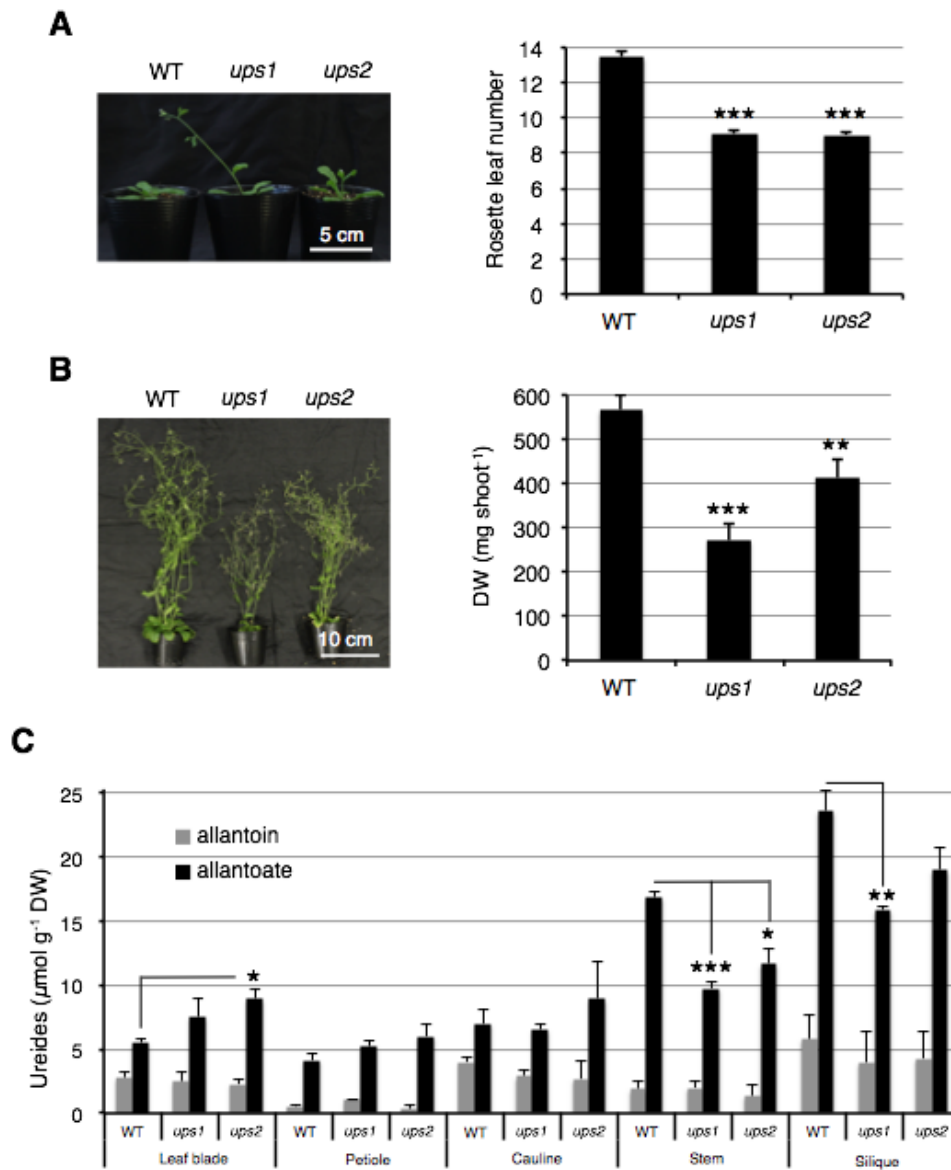 A
WT ups1 ups2
5 cm
Rosette leaf number
14
12
10
8
6
4
2
0
★★★ ★★★
WT ups1 ups2
B
WT ups1 ups2
10 cm
DW (mg shoot⁻¹)
600
500
400
300
200
100
0
★★★
★★
WT ups1 ups2
C
Ureides (μmol g⁻¹ DW)
25
20
15
10
5
0
allantoin
allantoate
★
★★★
★
★★
WT ups1 ups2 WT ups1 ups2 WT ups1 ups2 WT ups1 ups2 WT ups1 ups2
Leaf blade Petiole Cauline Stem Silique